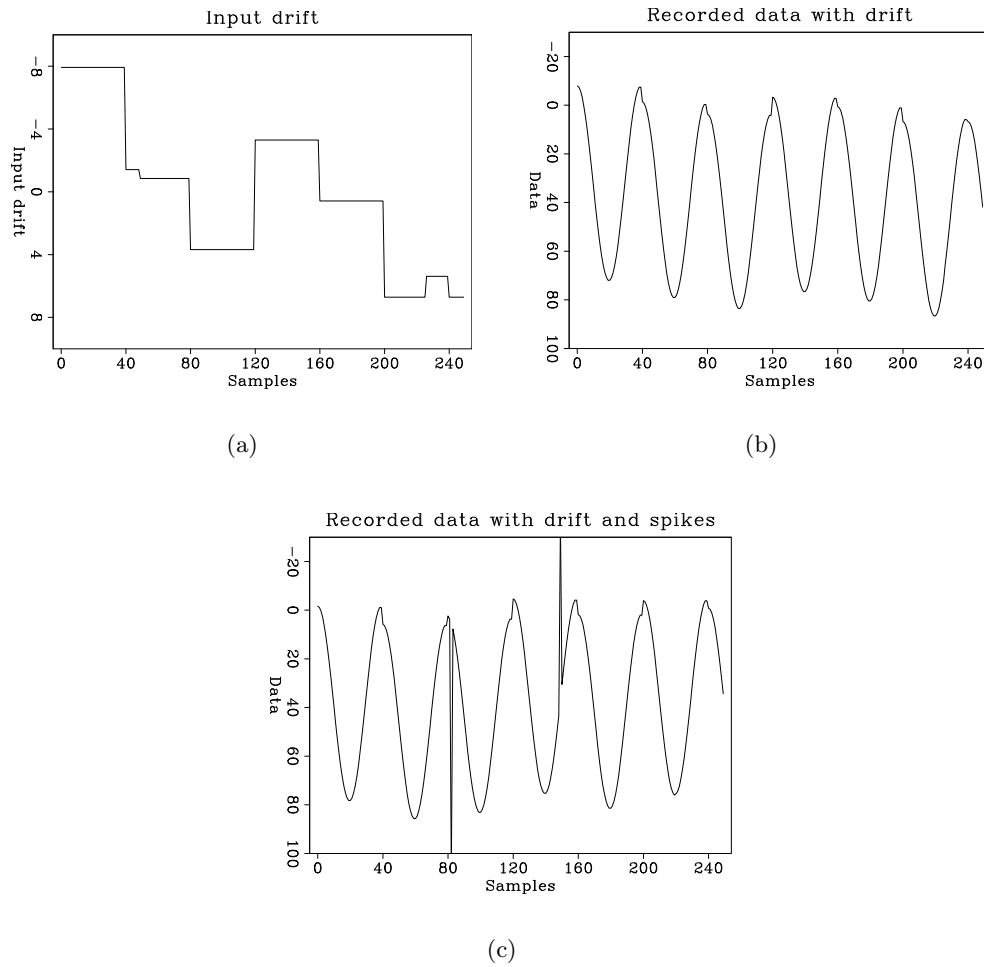 Input drift
−8
−4
0
4
8
Input drift
0 40 80 120 160 200 240
Samples
(a)
Recorded data with drift
−20
0
20
40
60
80
100
Data
0 40 80 120 160 200 240
Samples
(b)
Recorded data with drift and spikes
−20
0
20
40
60
80
100
Data
0 40 80 120 160 200 240
Samples
(c)